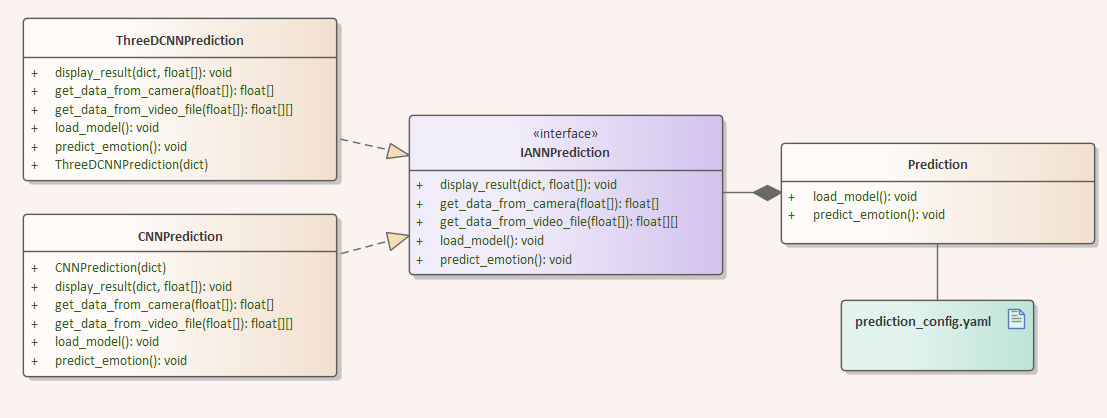 ThreeDCNNPrediction
+ display_result(dict, float[]): void
+ get_data_from_camera(float[]): float[]
+ get_data_from_video_file(float[]): float[][]
+ load_model(): void
+ predict_emotion(): void
+ ThreeDCNNPrediction(dict)
CNNPrediction
+ CNNPrediction(dict)
+ display_result(dict, float[]): void
+ get_data_from_camera(float[]): float[]
+ get_data_from_video_file(float[]): float[][]
+ load_model(): void
+ predict_emotion(): void
«interface»
IANNPrediction
+ display_result(dict, float[]): void
+ get_data_from_camera(float[]): float[]
+ get_data_from_video_file(float[]): float[][]
+ load_model(): void
+ predict_emotion(): void
Prediction
+ load_model(): void
+ predict_emotion(): void
prediction_config.yaml